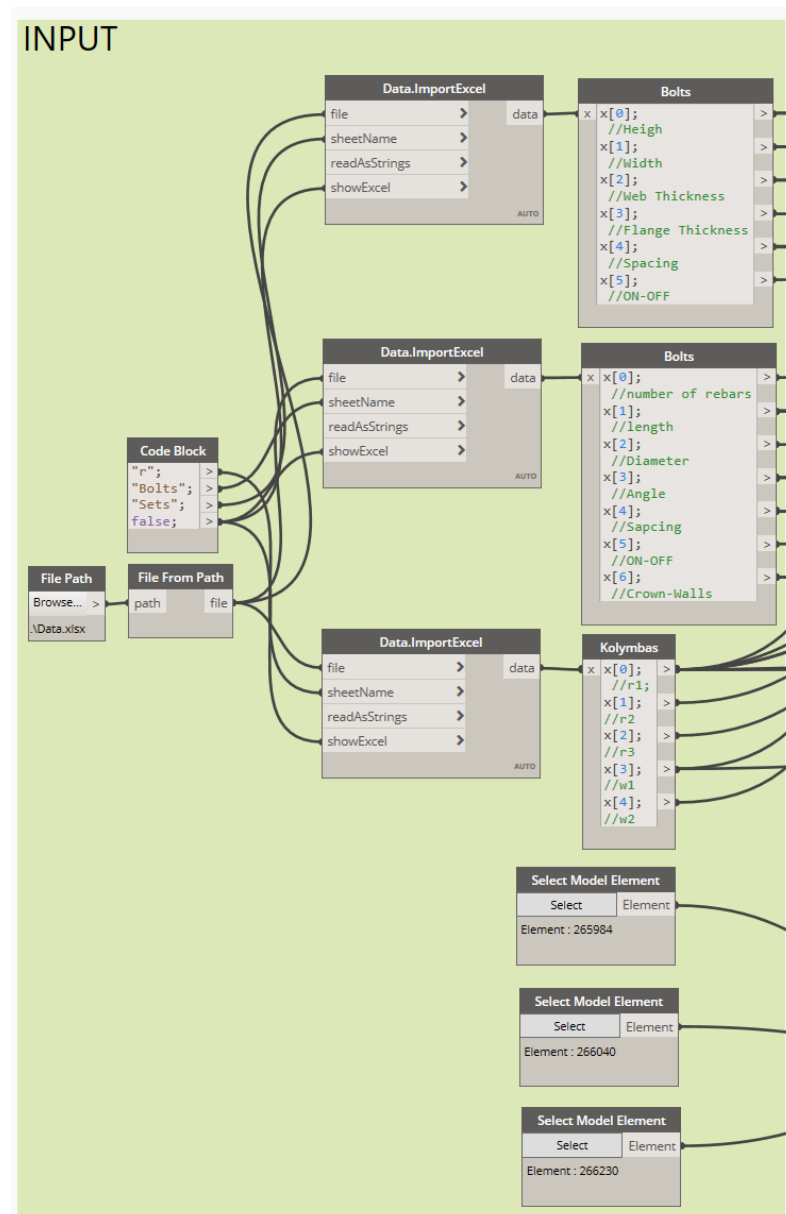 INPUT
Data.ImportExcel
file > data
sheetName >
readAsStrings >
showExcel >
AUTO
Bolts
x x[0]; >
//Heigh
x[1]; >
//Width
x[2]; >
//Web Thickness
x[3]; >
//Flange Thickness
x[4]; >
//Spacing
x[5]; >
//ON-OFF
Data.ImportExcel
file > data
sheetName >
readAsStrings >
showExcel >
AUTO
Bolts
x x[0]; >
//number of rebars
x[1]; >
//length
x[2]; >
//Diameter
x[3]; >
//Angle
x[4]; >
//Sapcing
x[5]; >
//ON-OFF
x[6]; >
//Crown-Walls
Code Block
"r"; >
"Bolts"; >
"Sets"; >
false; >
File Path
Browse... >
.\Data.xlsx
File From Path
path file
Data.ImportExcel
file > data
sheetName >
readAsStrings >
showExcel >
AUTO
Kolymbas
x x[0]; >
//r1;
x[1]; >
//r2
x[2]; >
//r3
x[3]; >
//w1
x[4]; >
//w2
Select Model Element
Select Element
Element : 265984
Select Model Element
Select Element
Element : 266040
Select Model Element
Select Element
Element : 266230